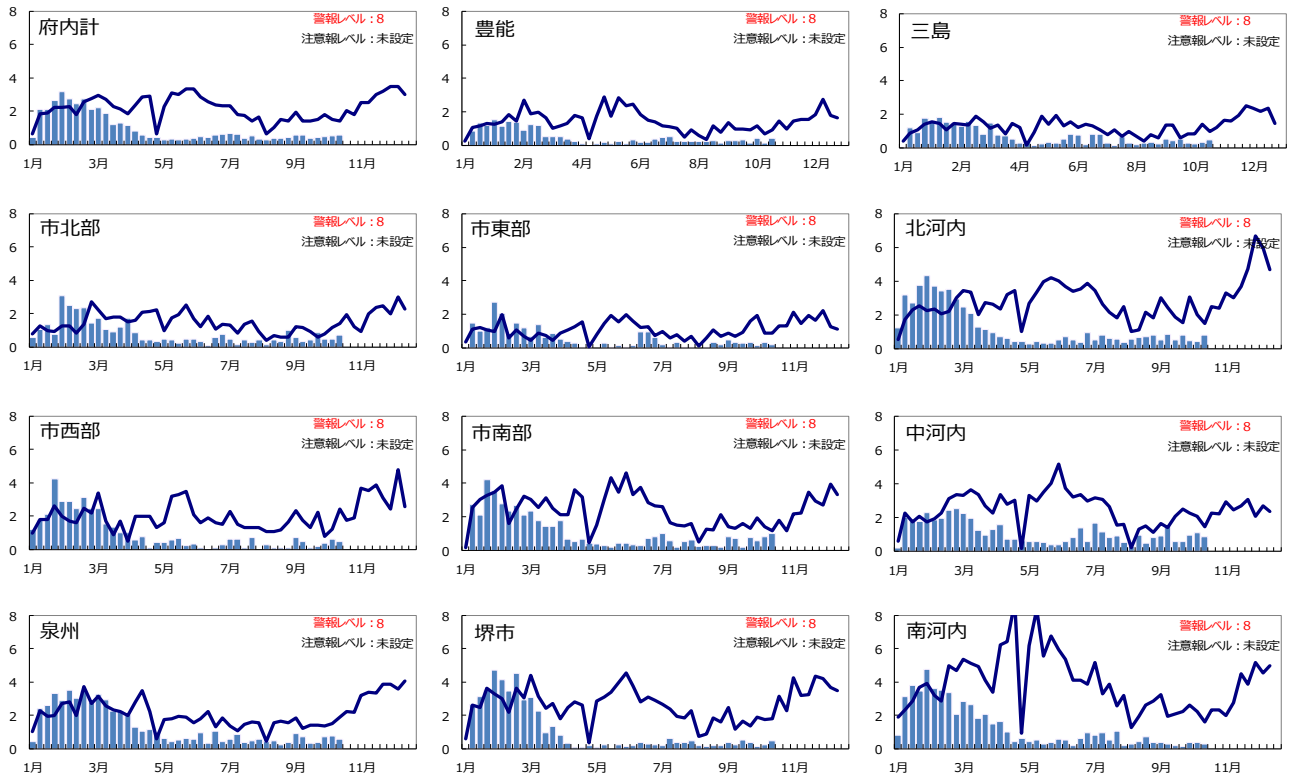 府内計
警報レベル：8
注意報レベル：未設定
8
6
4
2
0
1月 3月 5月 7月 9月 11月
豊能
警報レベル：8
注意報レベル：未設定
8
6
4
2
0
1月 2月 4月 6月 8月 10月 12月
三島
警報レベル：8
注意報レベル：未設定
8
6
4
2
0
1月 2月 4月 6月 8月 10月 12月
市北部
警報レベル：8
注意報レベル：未設定
8
6
4
2
0
1月 3月 5月 7月 9月 11月
市東部
警報レベル：8
注意報レベル：未設定
8
6
4
2
0
1月 3月 5月 7月 9月 11月
北河内
警報レベル：8
注意報レベル：未設定
8
6
4
2
0
1月 3月 5月 7月 9月 11月
市西部
警報レベル：8
注意報レベル：未設定
8
6
4
2
0
1月 3月 5月 7月 9月 11月
市南部
警報レベル：8
注意報レベル：未設定
8
6
4
2
0
1月 3月 5月 7月 9月 11月
中河内
警報レベル：8
注意報レベル：未設定
8
6
4
2
0
1月 3月 5月 7月 9月 11月
泉州
警報レベル：8
注意報レベル：未設定
8
6
4
2
0
1月 3月 5月 7月 9月 11月
堺市
警報レベル：8
注意報レベル：未設定
8
6
4
2
0
1月 3月 5月 7月 9月 11月
南河内
警報レベル：8
注意報レベル：未設定
8
6
4
2
0
1月 3月 5月 7月 9月 11月